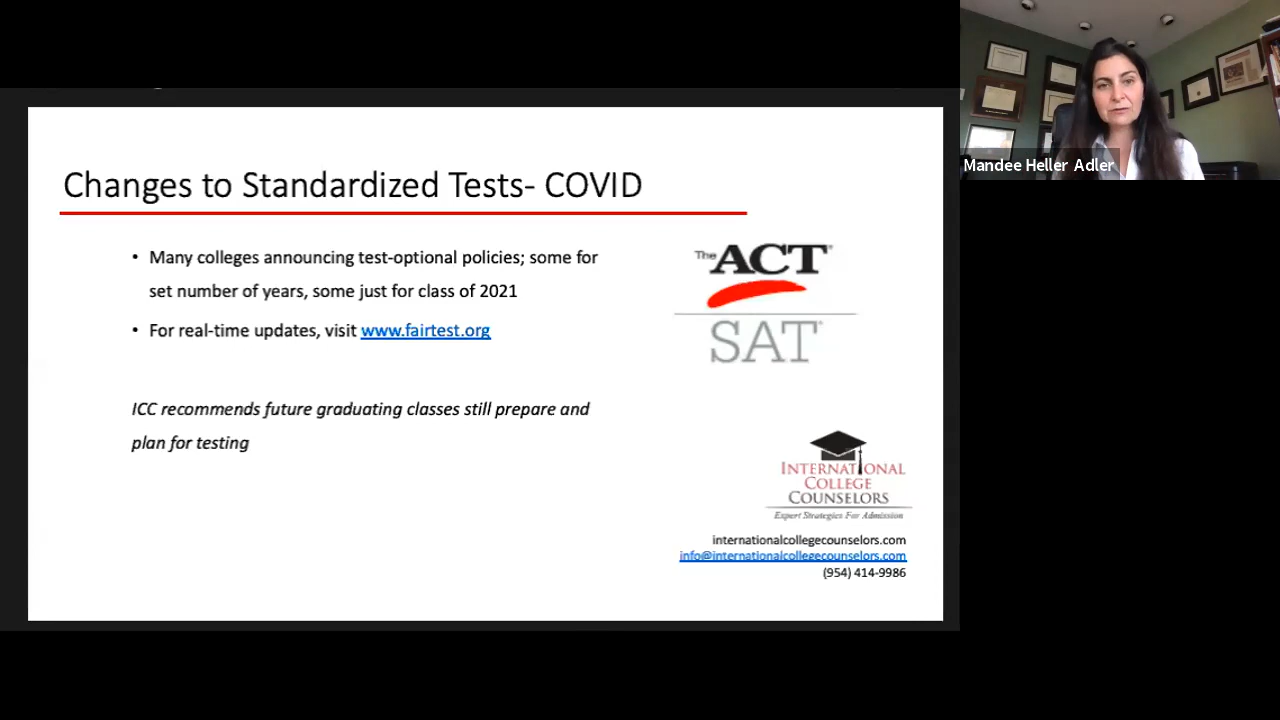 Changes to Standardized Tests- COVID
• Many colleges announcing test-optional policies; some for
set number of years, some just for class of 2021
• For real-time updates, visit www.fairtest.org
ICC recommends future graduating classes still prepare and
plan for testing
The ACT®
SAT®
INTERNATIONAL
COLLEGE
COUNSELORS
Expert Strategies For Admission
internationalcollegecounselors.com
info@internationalcollegecounselors.com
(954) 414-9986
Mandee Heller Adler